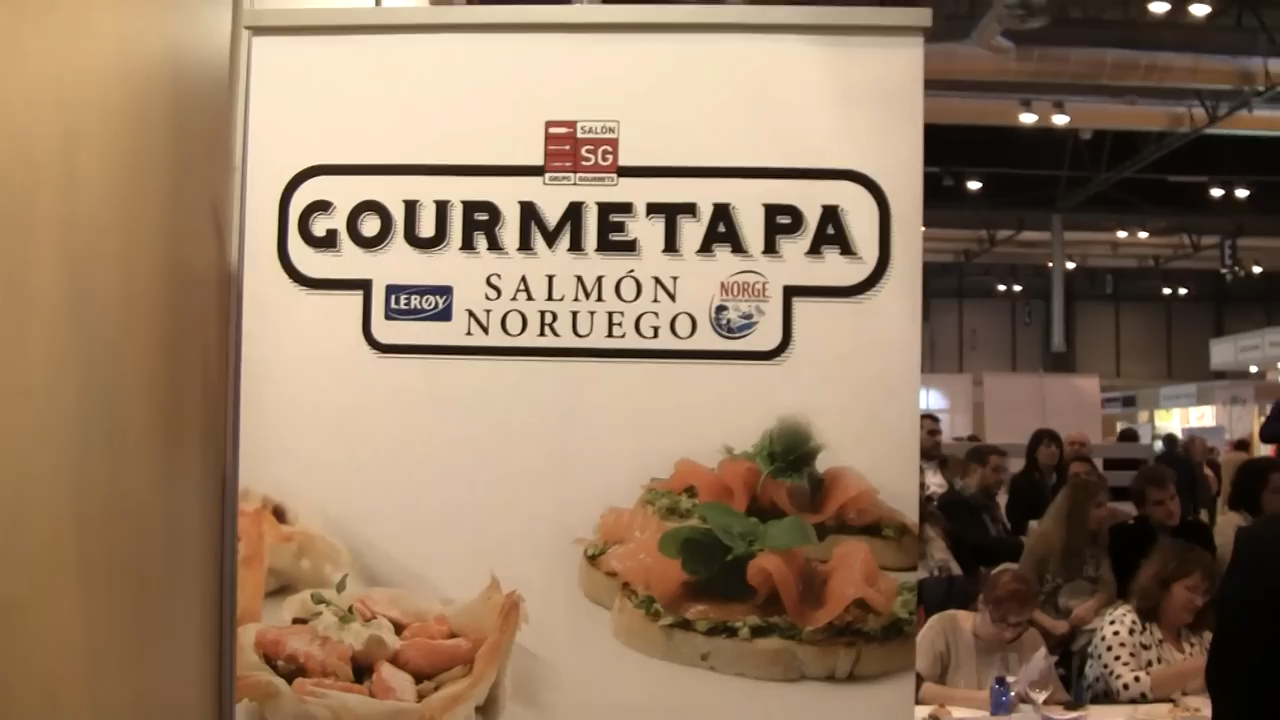 SALÓN
SG
GRUPO GOURMETS
GOURMETAPA
SALMÓN
NORUEGO
LERØY
NORGE